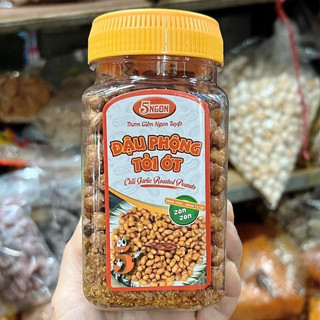 5NGON
Thơm Giòn Ngon Tuyệt
ĐẬU PHỘNG
TỎI ỚT
Chili Garlic Roasted Peanuts
zòn
zòn